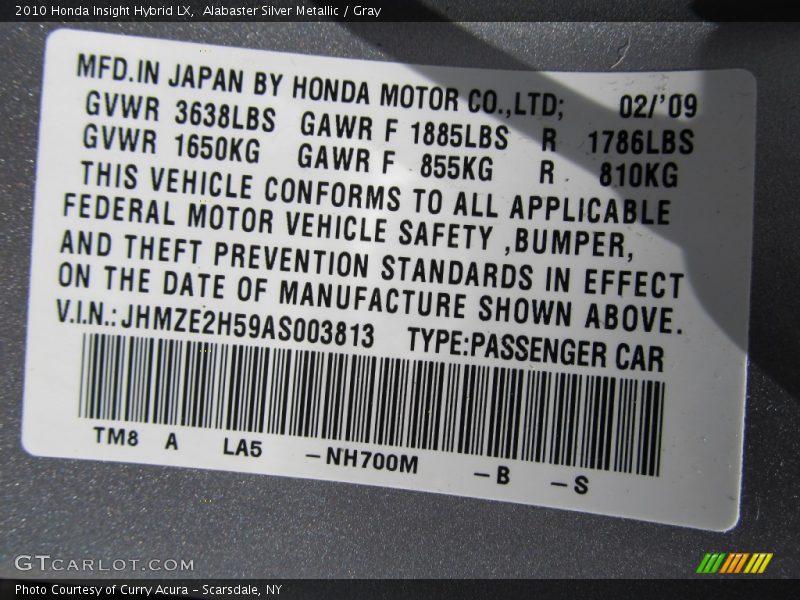 2010 Honda Insight Hybrid LX,  Alabaster Silver Metallic / Gray
MFD.IN JAPAN BY HONDA MOTOR CO.,LTD; 02/'09
GVWR 3638LBS GAWR F 1885LBS R 1786LBS
GVWR 1650KG GAWR F 855KG R 810KG
THIS VEHICLE CONFORMS TO ALL APPLICABLE
FEDERAL MOTOR VEHICLE SAFETY ,BUMPER,
AND THEFT PREVENTION STANDARDS IN EFFECT
ON THE DATE OF MANUFACTURE SHOWN ABOVE.
V.I.N.:JHMZE2H59AS003813 TYPE:PASSENGER CAR
TM8 A LA5 -NH700M -B -S
GTCARLOT.COM
Photo Courtesy of Curry Acura - Scarsdale, NY